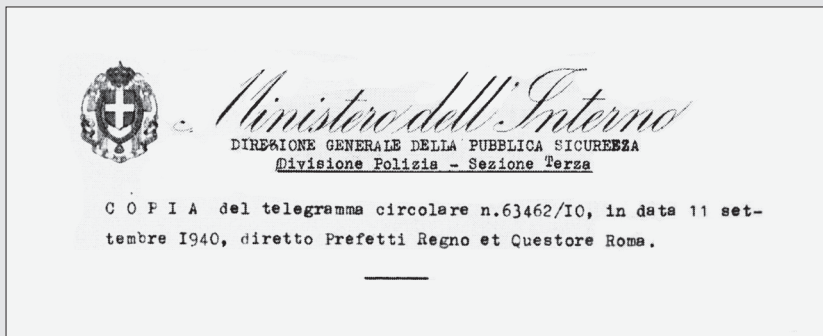 Ministero dell'Interno
DIREZIONE GENERALE DELLA PUBBLICA SICUREZZA
Divisione Polizia - Sezione Terza
C O P I A del telegramma circolare n.63462/IO, in data 11 set-
tembre I940, diretto Prefetti Regno et Questore Roma.